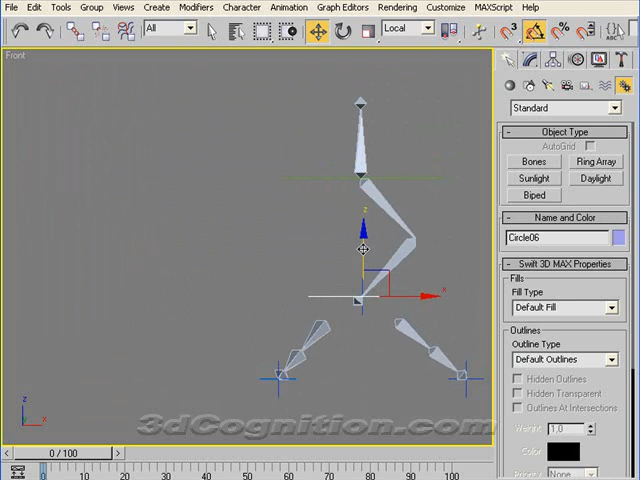 File Edit Tools Group Views Create Modifiers Character Animation Graph Editors Rendering Customize MAXScript Help
All
Local
3
ABC
Front
Standard
- Object Type
AutoGrid
Bones Ring Array
Sunlight Daylight
Biped
- Name and Color
Circle06
- Swift 3D MAX Properties
Fills
Fill Type
Default Fill
Outlines
Outline Type
Default Outlines
Hidden Outlines
Hidden Transparent
Outlines At Intersections
Weight 1.0
Color
Priority None
z
x
z
x
3dCognition.com
< 0 / 100 >
0 10 20 30 40 50 60 70 80 90 100